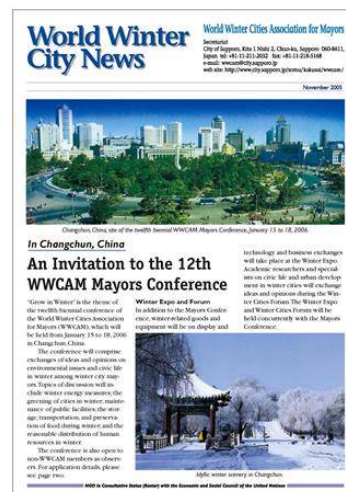 World Winter
City News
World Winter Cities Association for Mayors
Secretariat
City of Sapporo, Kita 1 Nishi 2, Chuo-ku, Sapporo 060-8611,
Japan tel: +81-11-211-2032 fax: +81-11-218-5168
e-mail: wwcam@city.sapporo.jp
web site: http://www.city.sapporo.jp/somu/kokusai/wwcam/
November 2005
Changchun, China, site of the twelfth biennial WWCAM Mayors Conference, January 15 to 18, 2006.
In Changchun, China
An Invitation to the 12th
WWCAM Mayors Conference
'Grow in Winter' is the theme of
the twelfth biennial conference of
the World Winter Cities Association
for Mayors (WWCAM), which will
be held from January 15 to 18, 2006
in Changchun, China.
The conference will comprise
exchanges of ideas and opinions on
environmental issues and civic life
in winter among winter city may-
ors. Topics of discussion will in-
clude winter energy measures; the
greening of cities in winter; mainte-
nance of public facilities; the stor-
age, transportation, and preserva-
tion of food during winter; and the
reasonable distribution of human
resources in winter.
The conference is also open to
non-WWCAM members as observ-
ers. For application details, please
see page two.
Winter Expo and Forum
In addition to the Mayors Confer-
ence, winter-related goods and
equipment will be on display and
technology and business exchanges
will take place at the Winter Expo.
Academic researchers and special-
ists on civic life and urban develop-
ment in winter cities will exchange
ideas and opinions during the Win-
ter Cities Forum. The Winter Expo
and Winter Cities Forum will be
held concurrently with the Mayors
Conference.
Idyllic winter scenery in Changchun.
NGO in Consultative Status (Roster) with the Economic and Social Council of the United Nations